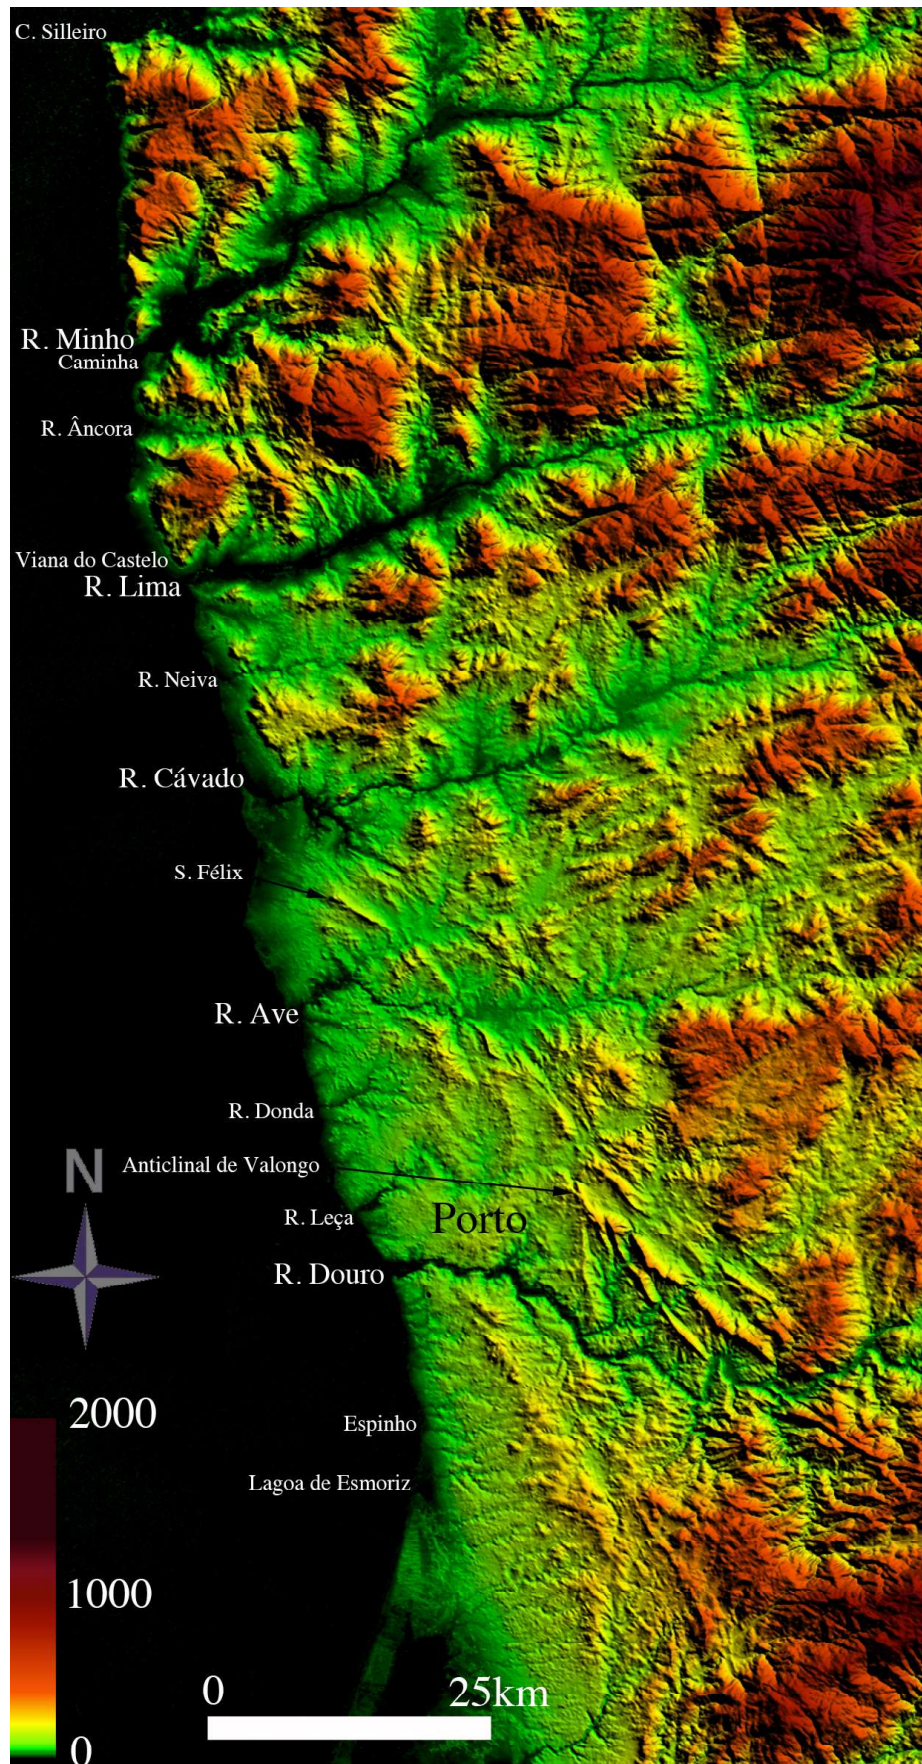 C. Silleiro
R. Minho
Caminha
R. Âncora
Viana do Castelo
R. Lima
R. Neiva
R. Cávado
S. Félix
R. Ave
R. Donda
Anticlinal de Valongo
N
R. Leça
Porto
R. Douro
2000
Espinho
Lagoa de Esmoriz
1000
0 25km
0